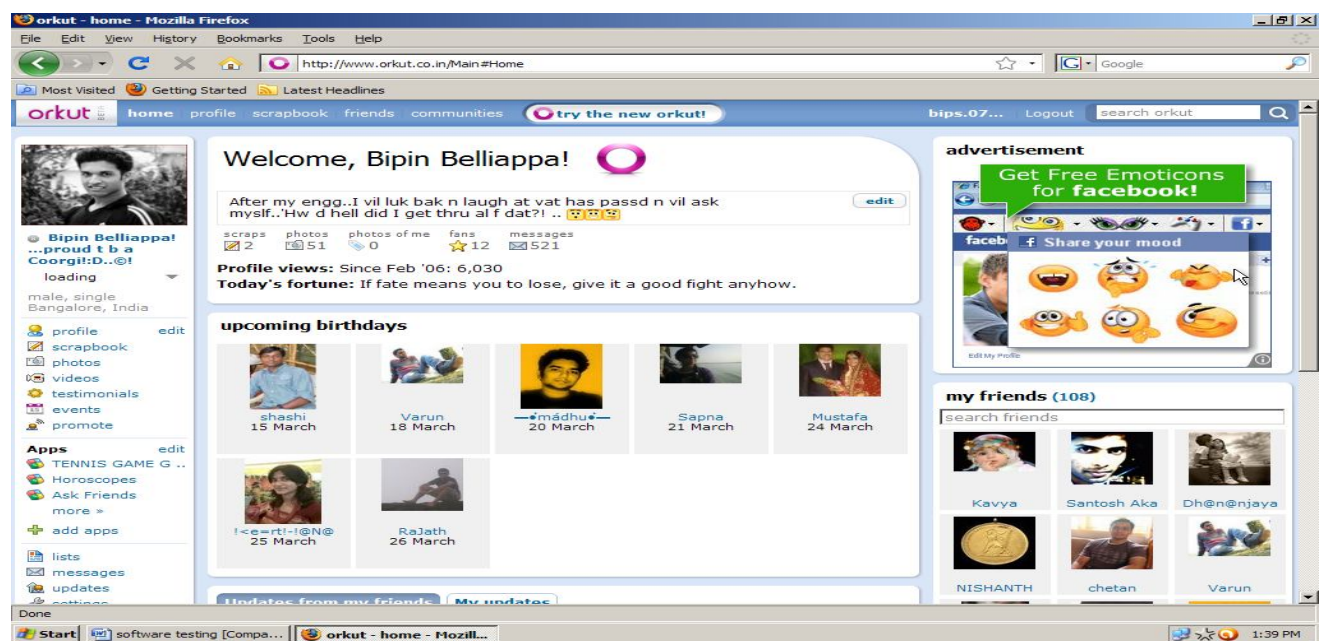 orkut - home - Mozilla Firefox
File Edit View History Bookmarks Tools Help
http://www.orkut.co.in/Main#Home
Google
Most Visited Getting Started Latest Headlines
orkut home profile scrapbook friends communities try the new orkut! bips.07... Logout search orkut
Bipin Belliappa!
...proud t b a
Coorgi!:D..©!
loading
male, single
Bangalore, India
profile edit
scrapbook
photos
videos
testimonials
events
promote
Apps edit
TENNIS GAME G ..
Horoscopes
Ask Friends
more »
add apps
lists
messages
updates
settings
Welcome, Bipin Belliappa!
After my engg..I vil luk bak n laugh at vat has passd n vil ask
myslf..'Hw d hell did I get thru al f dat?! ..
edit
scraps photos photos of me fans messages
2 51 0 12 521
Profile views: Since Feb '06: 6,030
Today's fortune: If fate means you to lose, give it a good fight anyhow.
upcoming birthdays
shashi Varun —•mádhu•— Sapna Mustafa
15 March 18 March 20 March 21 March 24 March
!<e=rt!-!@N@ RaJath
25 March 26 March
Updates from my friends My updates
advertisement
Get Free Emoticons
for facebook!
faceb
Share your mood
Edit My Profile
my friends (108)
search friends
Kavya Santosh Aka Dh@n@njaya
NISHANTH chetan Varun
Done
Start software testing [Compa... orkut - home - Mozill... 1:39 PM